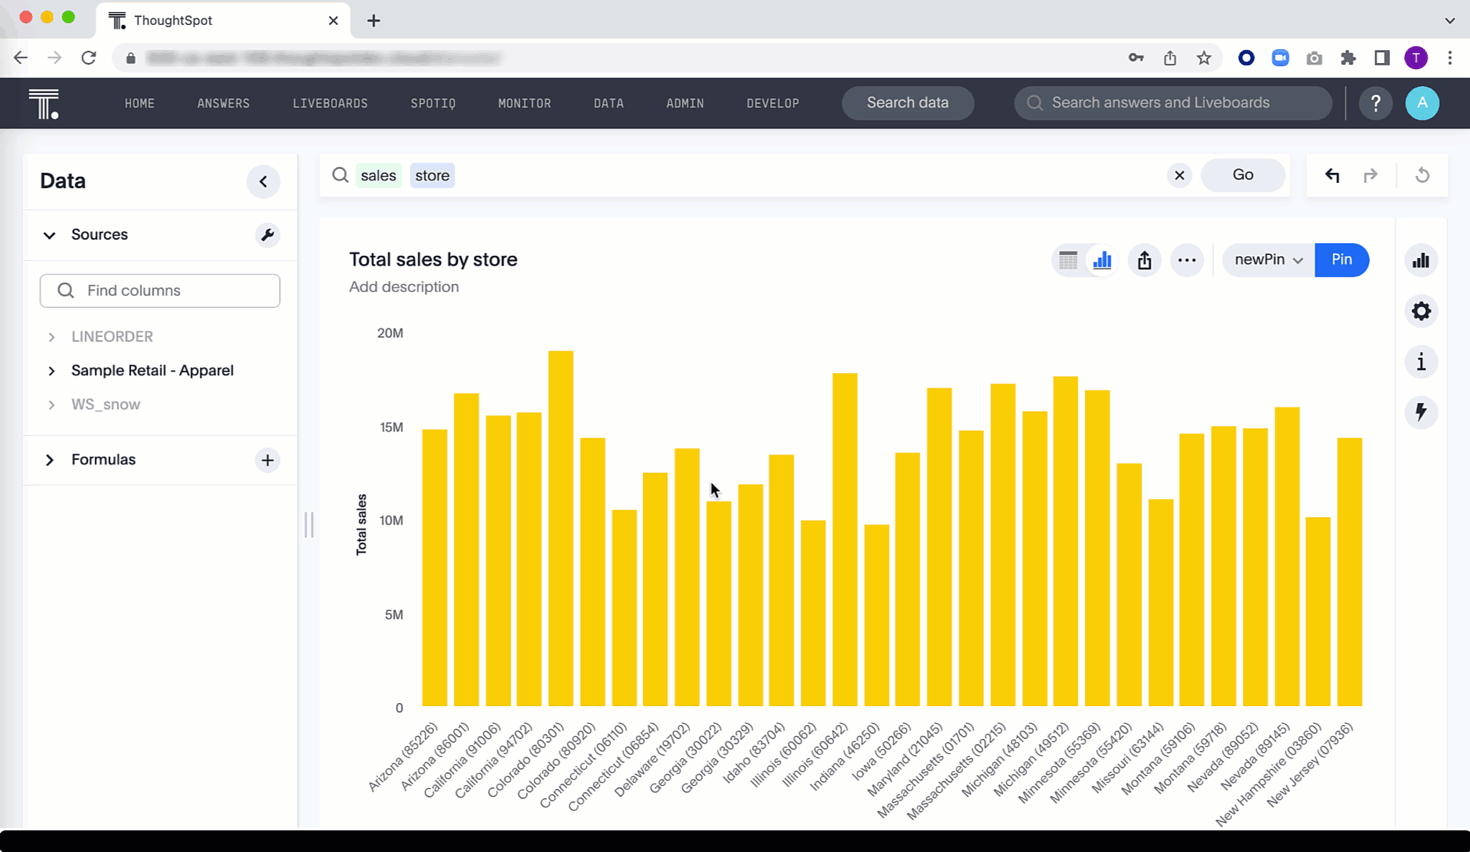 ThoughtSpot
T
HOME ANSWERS LIVEBOARDS SPOTIQ MONITOR DATA ADMIN DEVELOP Search data Search answers and Liveboards ? A
Data
sales store Go
Sources
Find columns
LINEORDER
Sample Retail - Apparel
WS_snow
Formulas
Total sales by store
Add description
newPin Pin
Total sales
20M
15M
10M
5M
0
Arizona (85226)
Arizona (86001)
California (91006)
California (94702)
Colorado (80301)
Colorado (80920)
Connecticut (06110)
Connecticut (06854)
Delaware (19702)
Georgia (30022)
Georgia (30329)
Idaho (83704)
Illinois (60062)
Illinois (60642)
Indiana (46250)
Iowa (50266)
Maryland (21045)
Massachusetts (01701)
Massachusetts (02215)
Michigan (48103)
Michigan (49512)
Minnesota (55369)
Minnesota (55420)
Missouri (63144)
Montana (59106)
Montana (59718)
Nevada (89052)
Nevada (89145)
New Hampshire (03860)
New Jersey (07936)